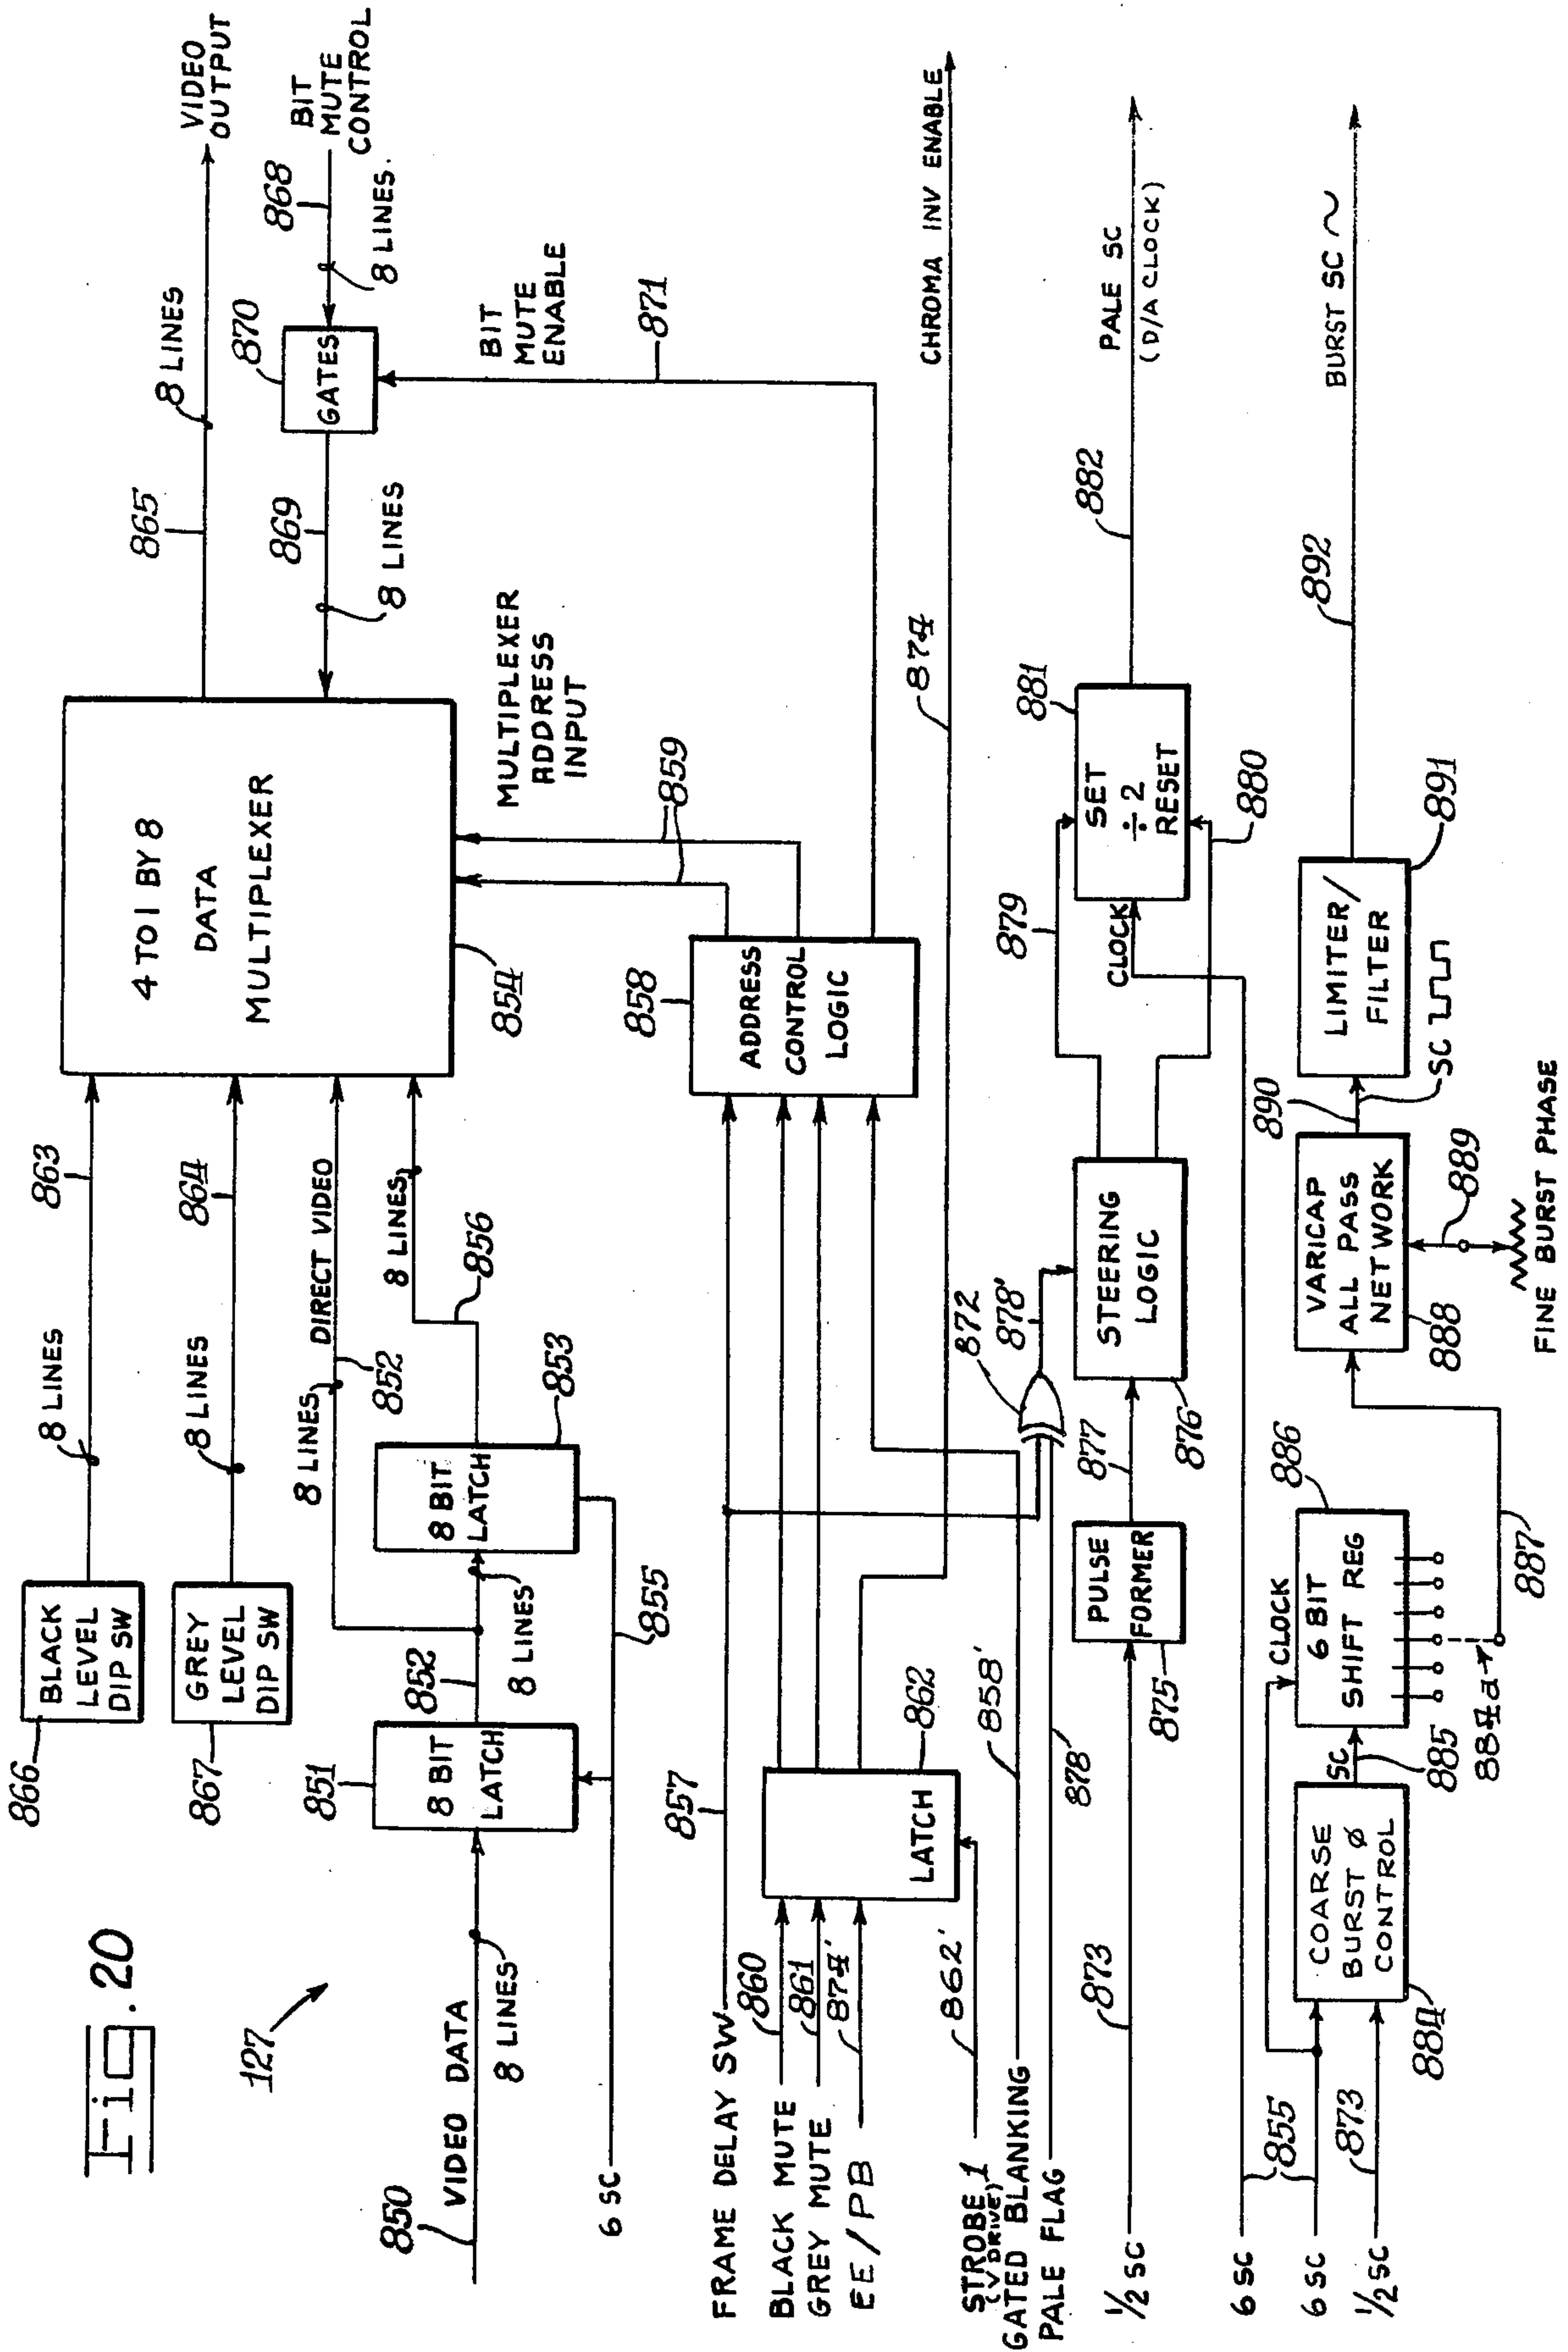 Fig. 20
127
866
BLACK
LEVEL
DIP SW
8 LINES
863
867
GREY
LEVEL
DIP SW
8 LINES
864
4 TO 1 BY 8
DATA
MULTIPLEXER
854
865
8 LINES
VIDEO
OUTPUT
850
VIDEO DATA
8 LINES
851
8 BIT
LATCH
852
8 LINES
8 BIT
LATCH
853
8 LINES
852
DIRECT VIDEO
856
8 LINES
6 SC
855
869
8 LINES
870
GATES
868
8 LINES.
BIT
MUTE
CONTROL
BIT
MUTE
ENABLE
871
MULTIPLEXER
ADDRESS
INPUT
859
858
ADDRESS
CONTROL
LOGIC
FRAME DELAY SW
857
BLACK MUTE
860
GREY MUTE
861
EE/PB
874'
LATCH
862
STROBE 1
(V DRIVE)
862'
GATED BLANKING
858'
PALE FLAG
878
874
CHROMA INV ENABLE
872
878'
1/2 SC
873
PULSE
FORMER
875
877
STEERING
LOGIC
876
879
880
CLOCK
SET
÷2
RESET
881
882
PALE SC
(D/A CLOCK)
6 SC
6 SC
855
1/2 SC
873
COARSE
BURST Ø
CONTROL
884
SC
885
CLOCK
6 BIT
SHIFT REG
886
884a
887
VARICAP
ALL PASS
NETWORK
888
889
FINE BURST PHASE
890
SC
LIMITER/
FILTER
891
892
BURST SC ~